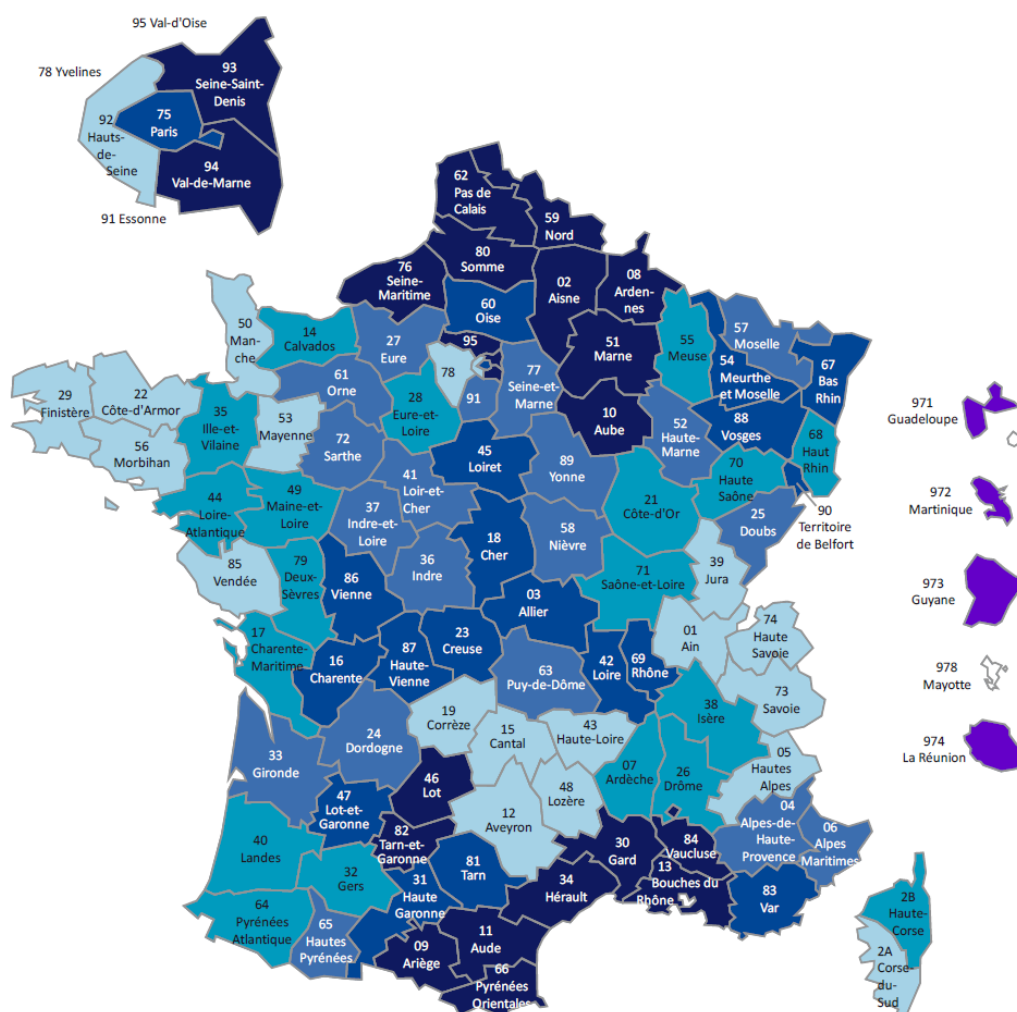 95 Val-d'Oise
78 Yvelines
93
Seine-Saint-
Denis
75
Paris
92
Hauts-
de-
Seine
94
Val-de-Marne
91 Essonne
62
Pas de
Calais
59
Nord
80
Somme
76
Seine-
Maritime
02
Aisne
08
Arden-
nes
60
Oise
50
Man-
che
14
Calvados
27
Eure
95
51
Marne
55
Meuse
57
Moselle
54
Meurthe
et Moselle
67
Bas
Rhin
61
Orne
78
77
Seine-et-
Marne
91
29
Finistère
22
Côte-d'Armor
35
Ille-et-
Vilaine
53
Mayenne
28
Eure-et-
Loire
10
Aube
52
Haute-
Marne
88
Vosges
68
Haut
Rhin
56
Morbihan
72
Sarthe
45
Loiret
89
Yonne
70
Haute
Saône
44
Loire-
Atlantique
49
Maine-et-
Loire
41
Loir-et-
Cher
37
Indre-et-
Loire
21
Côte-d'Or
25
Doubs
90
Territoire
de Belfort
18
Cher
58
Nièvre
85
Vendée
79
Deux-
Sèvres
86
Vienne
36
Indre
71
Saône-et-Loire
39
Jura
03
Allier
17
Charente-
Maritime
16
Charente
87
Haute-
Vienne
23
Creuse
63
Puy-de-Dôme
42
Loire
69
Rhône
01
Ain
74
Haute
Savoie
73
Savoie
19
Corrèze
15
Cantal
43
Haute-Loire
38
Isère
33
Gironde
24
Dordogne
46
Lot
12
Aveyron
48
Lozère
07
Ardèche
26
Drôme
05
Hautes
Alpes
47
Lot-et-
Garonne
82
Tarn-et-
Garonne
04
Alpes-de-
Haute-
Provence
06
Alpes
Maritimes
40
Landes
32
Gers
31
Haute
Garonne
81
Tarn
34
Hérault
30
Gard
84
Vaucluse
13
Bouches du
Rhône
83
Var
64
Pyrénées
Atlantique
65
Hautes
Pyrénées
09
Ariège
11
Aude
66
Pyrénées
Orientales
2B
Haute-
Corse
2A
Corse-
du-
Sud
971
Guadeloupe
972
Martinique
973
Guyane
978
Mayotte
974
La Réunion